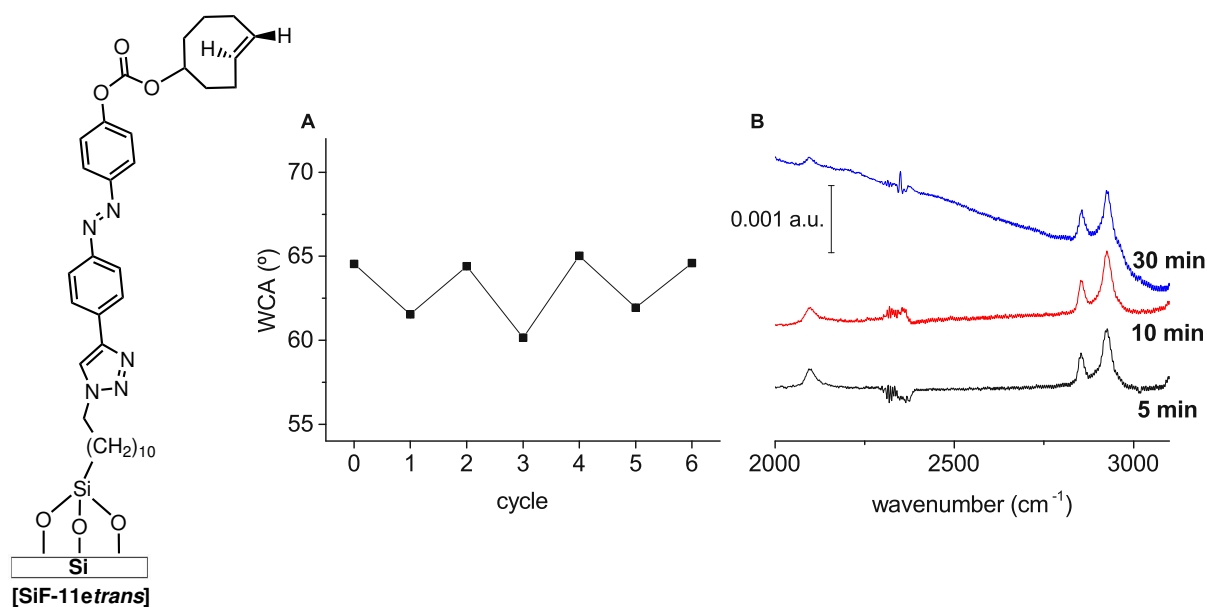 H
H
O
O
O
N
N
N
N
N
(CH₂)₁₀
Si
O
O
O
Si
[SiF-11etrans]
A
WCA (º)
70
65
60
55
0 1 2 3 4 5 6
cycle
B
0.001 a.u.
30 min
10 min
5 min
2000 2500 3000
wavenumber (cm⁻¹)